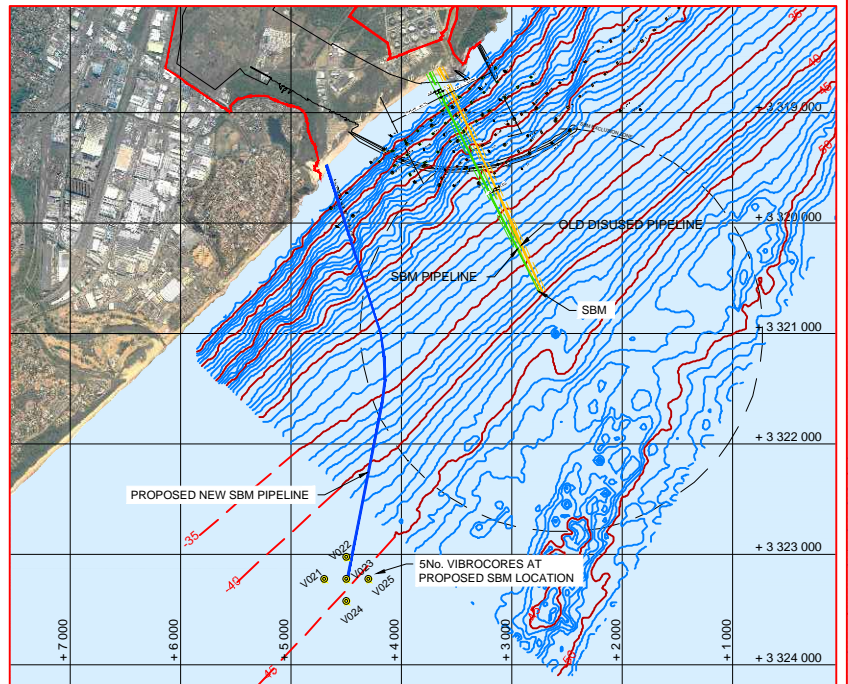 -35
-40
-45
-50
+ 3 319 000
+ 3 320 000
OLD DISUSED PIPELINE
SBM PIPELINE
SBM
+ 3 321 000
+ 3 322 000
PROPOSED NEW SBM PIPELINE
-35
-40
+ 3 323 000
V022
V021
V023
V025
V024
5No. VIBROCORES AT
PROPOSED SBM LOCATION
-45
-50
+ 7 000
+ 5 000
+ 4 000
+ 3 000
+ 2 000
+ 1 000
+ 3 324 000